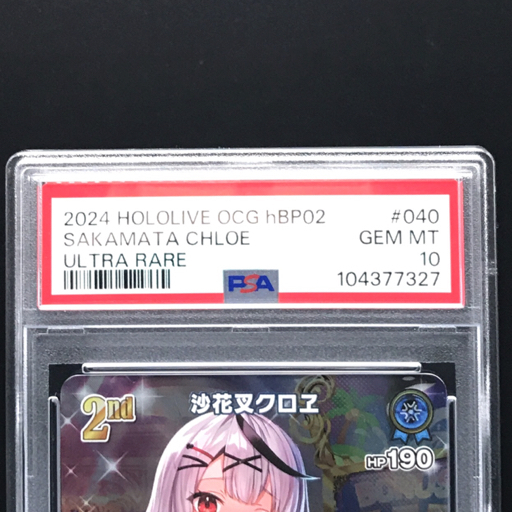 2024 HOLOLIVE OCG hBP02 #040
SAKAMATA CHLOE GEM MT
ULTRA RARE 10
PSA 104377327
2nd 沙花叉クロヱ
HP190
BONUS